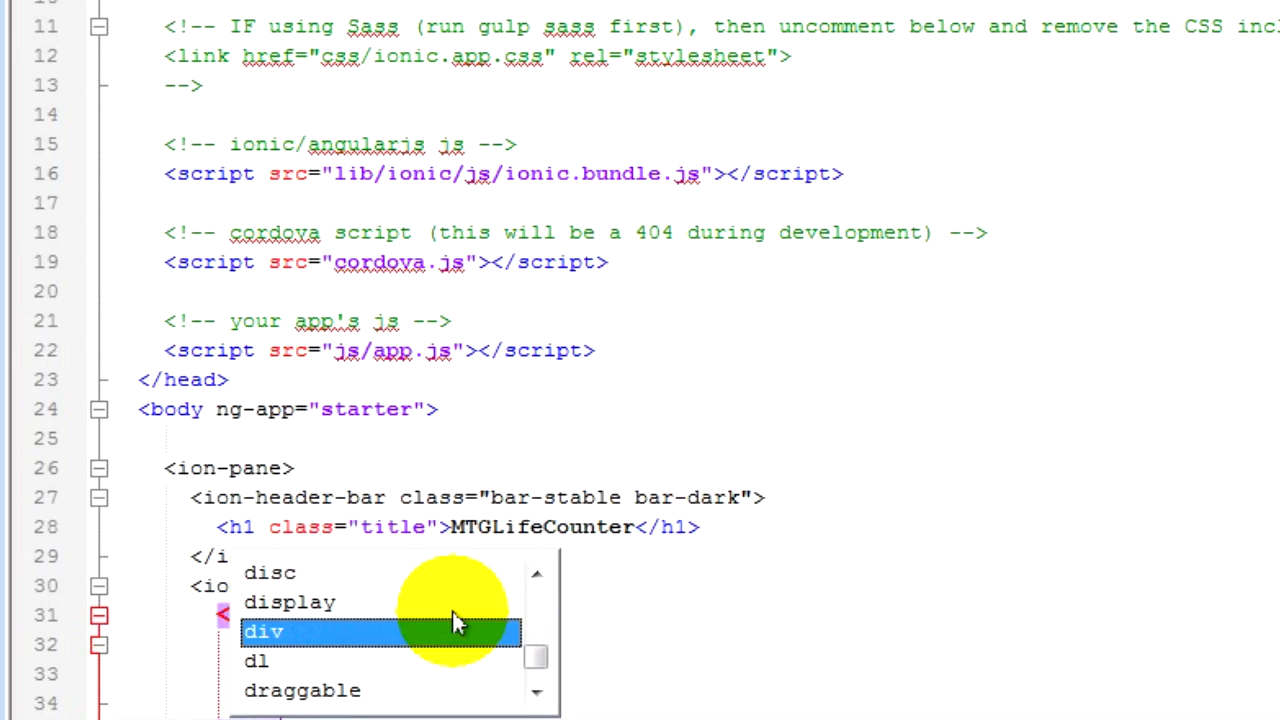 11 <!-- IF using Sass (run gulp sass first), then uncomment below and remove the CSS
12 <link href="css/ionic.app.css" rel="stylesheet">
13 -->
14
15 <!-- ionic/angularjs js -->
16 <script src="lib/ionic/js/ionic.bundle.js"></script>
17
18 <!-- cordova script (this will be a 404 during development) -->
19 <script src="cordova.js"></script>
20
21 <!-- your app's js -->
22 <script src="js/app.js"></script>
23 </head>
24 <body ng-app="starter">
25
26 <ion-pane>
27 <ion-header-bar class="bar-stable bar-dark">
28 <h1 class="title">MTGLifeCounter</h1>
29 </i
30 <io
31 <
32
33
34
disc
display
div
dl
draggable